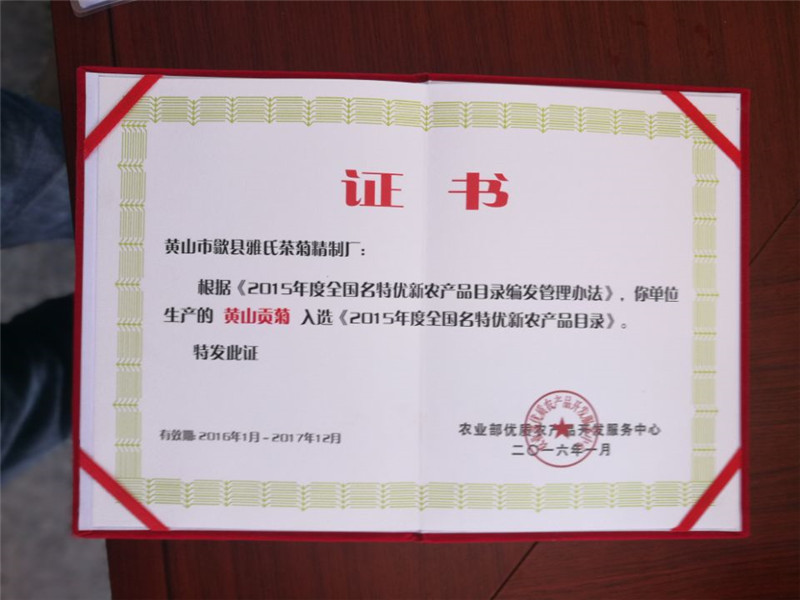 证 书
黄山市歙县雅氏茶菊精制厂：
根据《2015年度全国名特优新农产品目录编发管理办法》，你单位
生产的 黄山贡菊 入选《2015年度全国名特优新农产品目录》。
特发此证
农业部优质农产品开发服务中心
有效期：2016年1月-2017年12月
二〇一六年一月